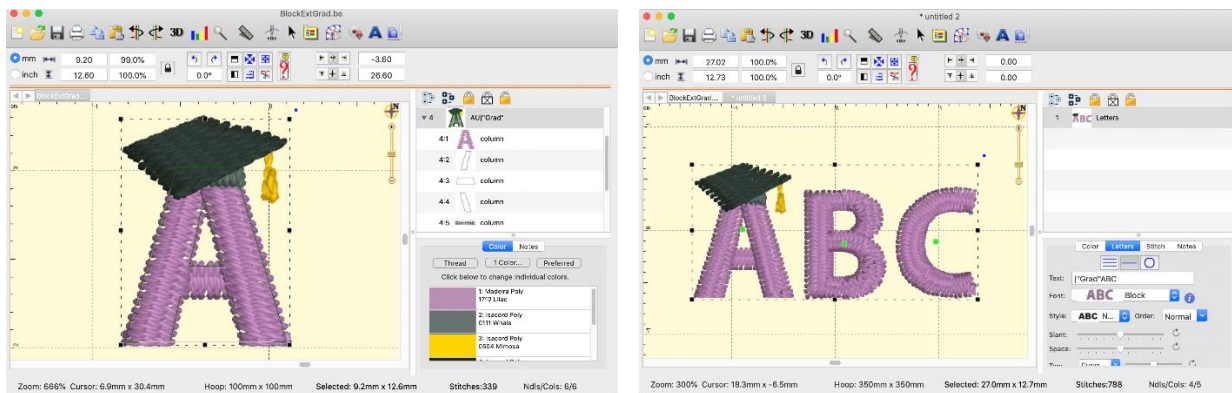 BlockExtGrad.be
3D
mm 9.20 99.0% -3.60
inch 12.60 100.0% 0.0° 26.60
BlockExtGrad.be
cm
N
4 AU|"Grad"
4:1 column
4:2 column
4:3 column
4:4 column
4:5 column
Color Notes
Thread 1 Color... Preferred
Click below to change individual colors.
1: Madeira Poly
1712 Lilac
2: Isacord Poly
0111 Whale
3: Isacord Poly
0504 Mimosa
Zoom: 666% Cursor: 6.9mm x 30.4mm Hoop: 100mm x 100mm Selected: 9.2mm x 12.6mm Stitches:339 Ndls/Cols: 6/6
* untitled 2
3D
mm 27.02 100.0% 0.00
inch 12.73 100.0% 0.0° 0.00
BlockExtGrad... * untitled 2
cm
N
1 ABC Letters
ABC
Color Letters Stitch Notes
Text: |"Grad"ABC
Font: ABC Block
Style: ABC N... Order: Normal
Slant:
Space:
Zoom: 300% Cursor: 18.3mm x -6.5mm Hoop: 350mm x 350mm Selected: 27.0mm x 12.7mm Stitches:788 Ndls/Cols: 4/5